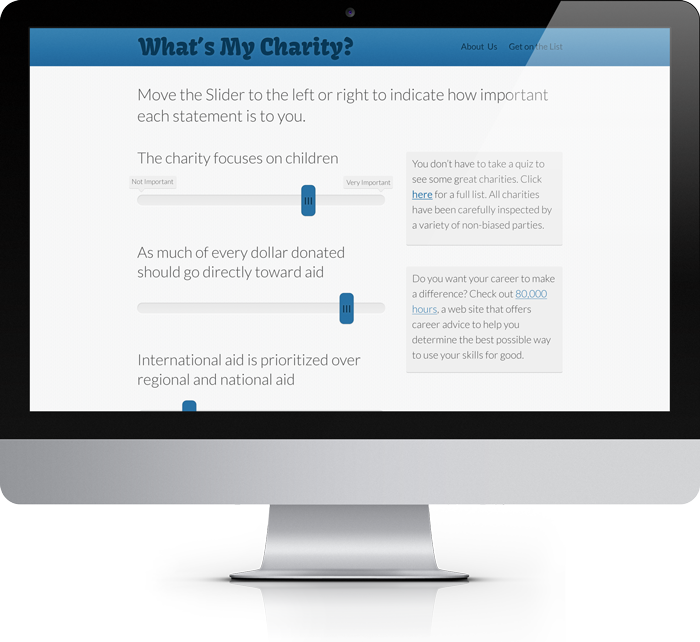 What's My Charity?
About Us
Get on the List
Move the Slider to the left or right to indicate how important
each statement is to you.
The charity focuses on children
Not Important
Very Important
As much of every dollar donated
should go directly toward aid
International aid is prioritized over
regional and national aid
You don't have to take a quiz to
see some great charities. Click
here for a full list. All charities
have been carefully inspected by
a variety of non-biased parties.
Do you want your career to make
a difference? Check out 80,000
hours, a web site that offers
career advice to help you
determine the best possible way
to use your skills for good.